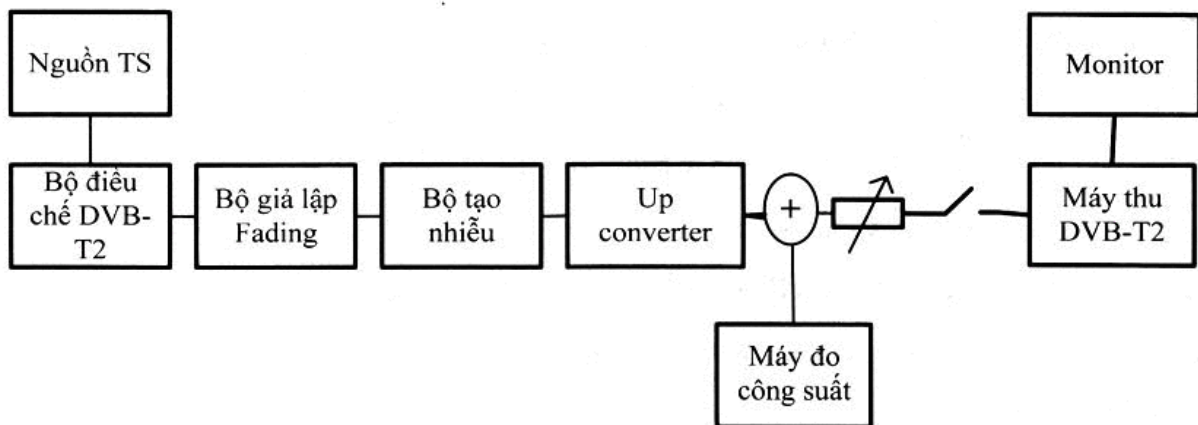 Nguồn TS
Monitor
Bộ điều
chế DVB-
T2
Bộ giả lập
Fading
Bộ tạo
nhiễu
Up
converter
+
Máy thu
DVB-T2
Máy đo
công suất